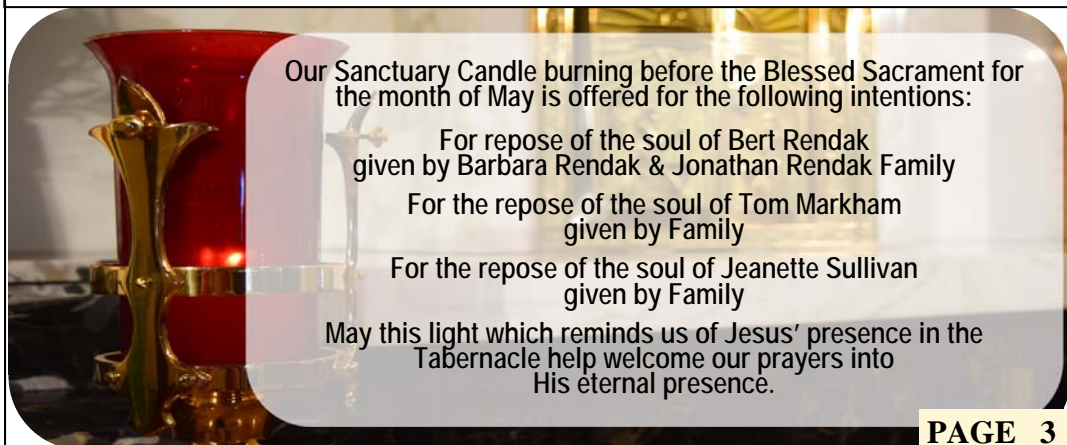 Our Sanctuary Candle burning before the Blessed Sacrament for
the month of May is offered for the following intentions:
For repose of the soul of Bert Rendak
given by Barbara Rendak & Jonathan Rendak Family
For the repose of the soul of Tom Markham
given by Family
For the repose of the soul of Jeanette Sullivan
given by Family
May this light which reminds us of Jesus' presence in the
Tabernacle help welcome our prayers into
His eternal presence.
PAGE 3